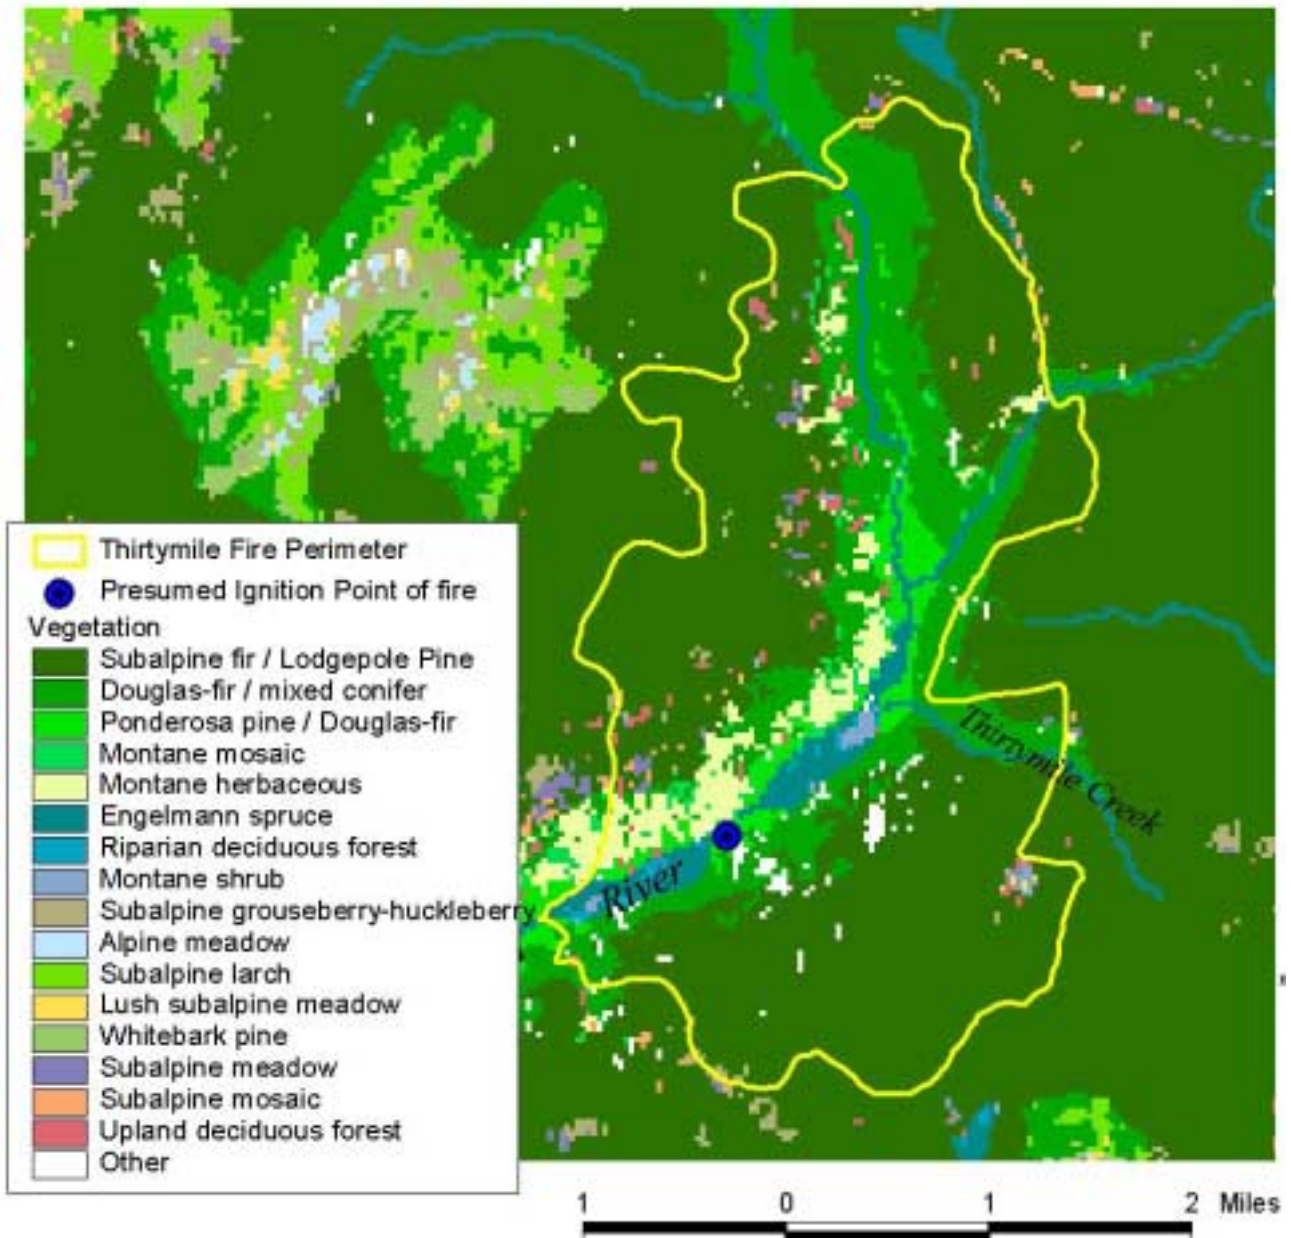 Thirtymile Fire Perimeter
Presumed Ignition Point of fire
Vegetation
Subalpine fir / Lodgepole Pine
Douglas-fir / mixed conifer
Ponderosa pine / Douglas-fir
Montane mosaic
Montane herbaceous
Engelmann spruce
Riparian deciduous forest
Montane shrub
Subalpine grouseberry-huckleberry
Alpine meadow
Subalpine larch
Lush subalpine meadow
Whitebark pine
Subalpine meadow
Subalpine mosaic
Upland deciduous forest
Other
Thirtymile Creek
River
1 0 1 2 Miles